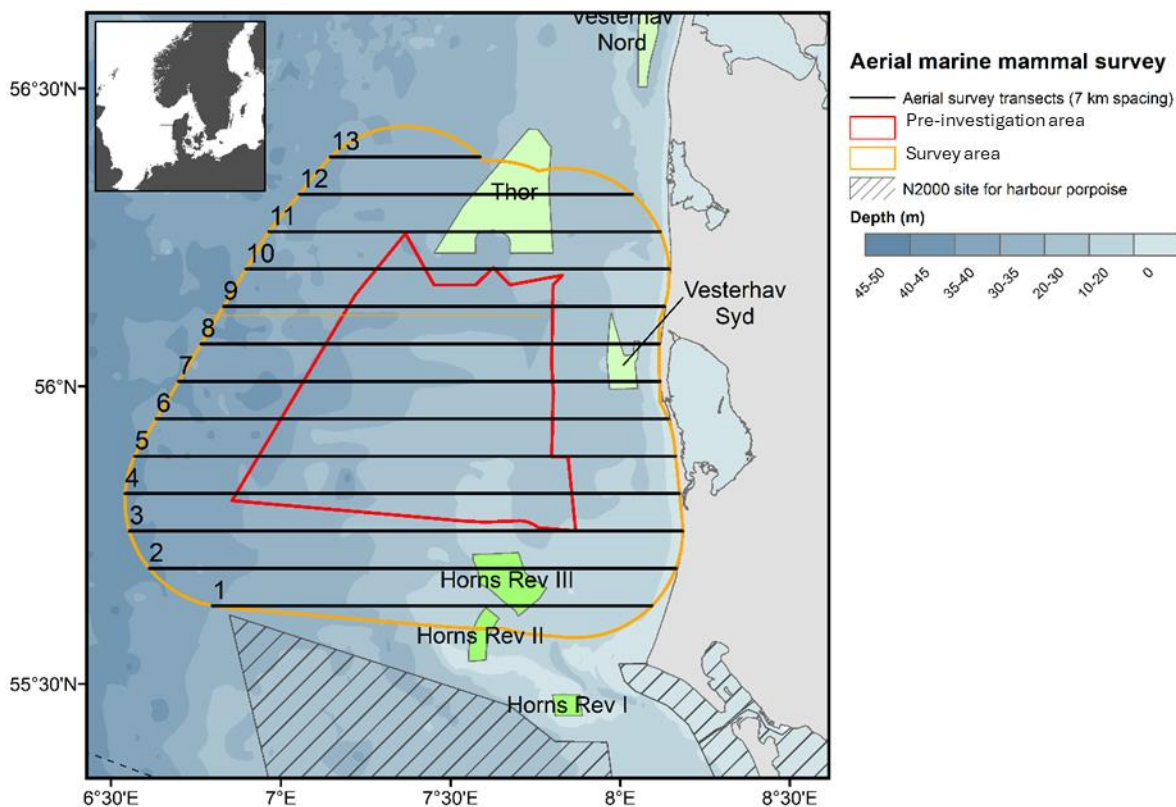 Vesterhav
Nord
56°30'N
13
12
Thor
11
10
9
Vesterhav
Syd
8
7
56°N
6
5
4
3
2
Horns Rev III
1
Horns Rev II
55°30'N
Horns Rev I
6°30'E
7°E
7°30'E
8°E
8°30'E
Aerial marine mammal survey
Aerial survey transects (7 km spacing)
Pre-investigation area
Survey area
N2000 site for harbour porpoise
Depth (m)
45-50
40-45
35-40
30-35
20-30
10-20
0